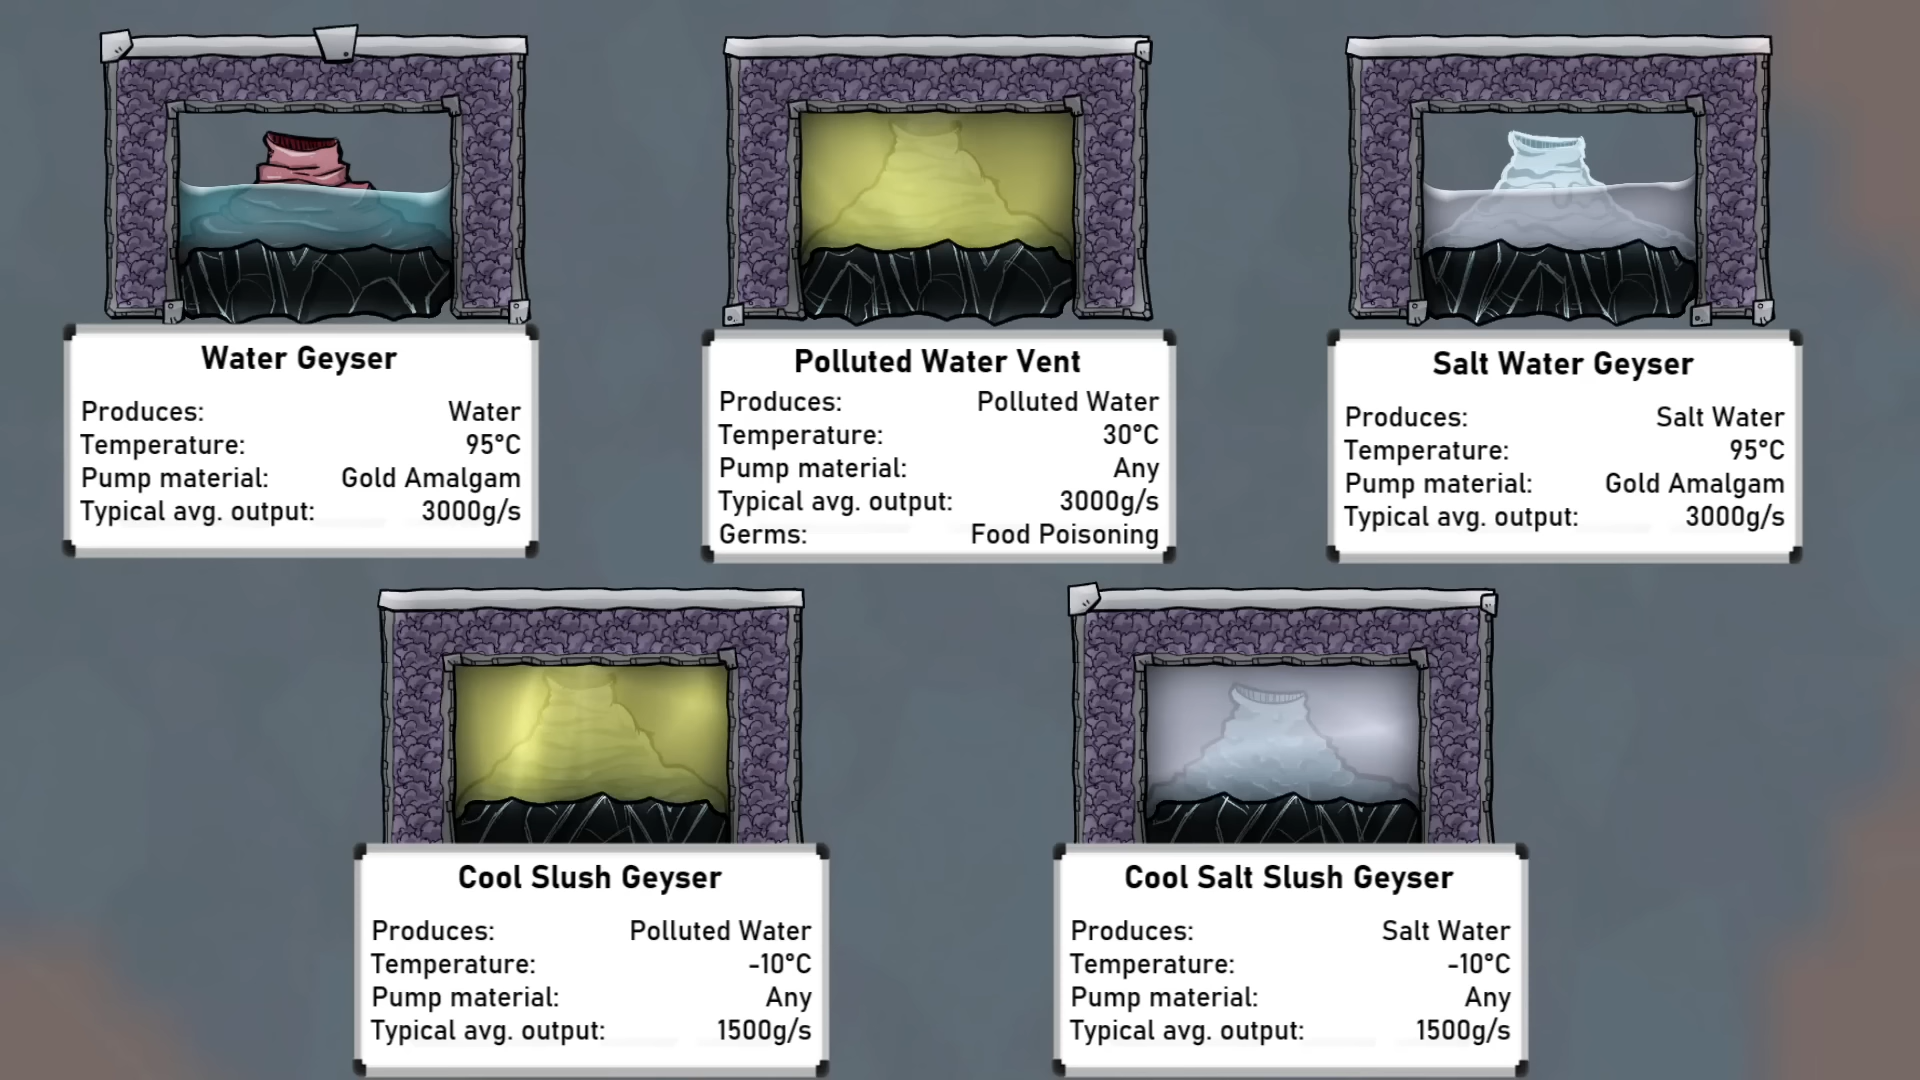 Water Geyser
Produces: Water
Temperature: 95°C
Pump material: Gold Amalgam
Typical avg. output: 3000g/s
Polluted Water Vent
Produces: Polluted Water
Temperature: 30°C
Pump material: Any
Typical avg. output: 3000g/s
Germs: Food Poisoning
Salt Water Geyser
Produces: Salt Water
Temperature: 95°C
Pump material: Gold Amalgam
Typical avg. output: 3000g/s
Cool Slush Geyser
Produces: Polluted Water
Temperature: -10°C
Pump material: Any
Typical avg. output: 1500g/s
Cool Salt Slush Geyser
Produces: Salt Water
Temperature: -10°C
Pump material: Any
Typical avg. output: 1500g/s